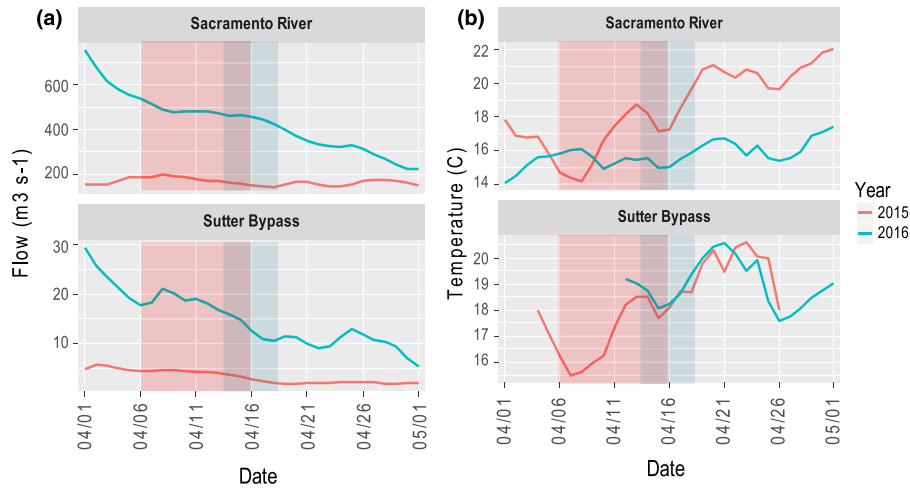 (a)
Sacramento River
600
400
200
Sutter Bypass
30
20
10
Flow (m3 s-1)
04/01
04/06
04/11
04/16
04/21
04/26
05/01
Date
(b)
Sacramento River
22
20
18
16
14
Sutter Bypass
20
19
18
17
16
Temperature (C)
04/01
04/06
04/11
04/16
04/21
04/26
05/01
Date
Year
2015
2016